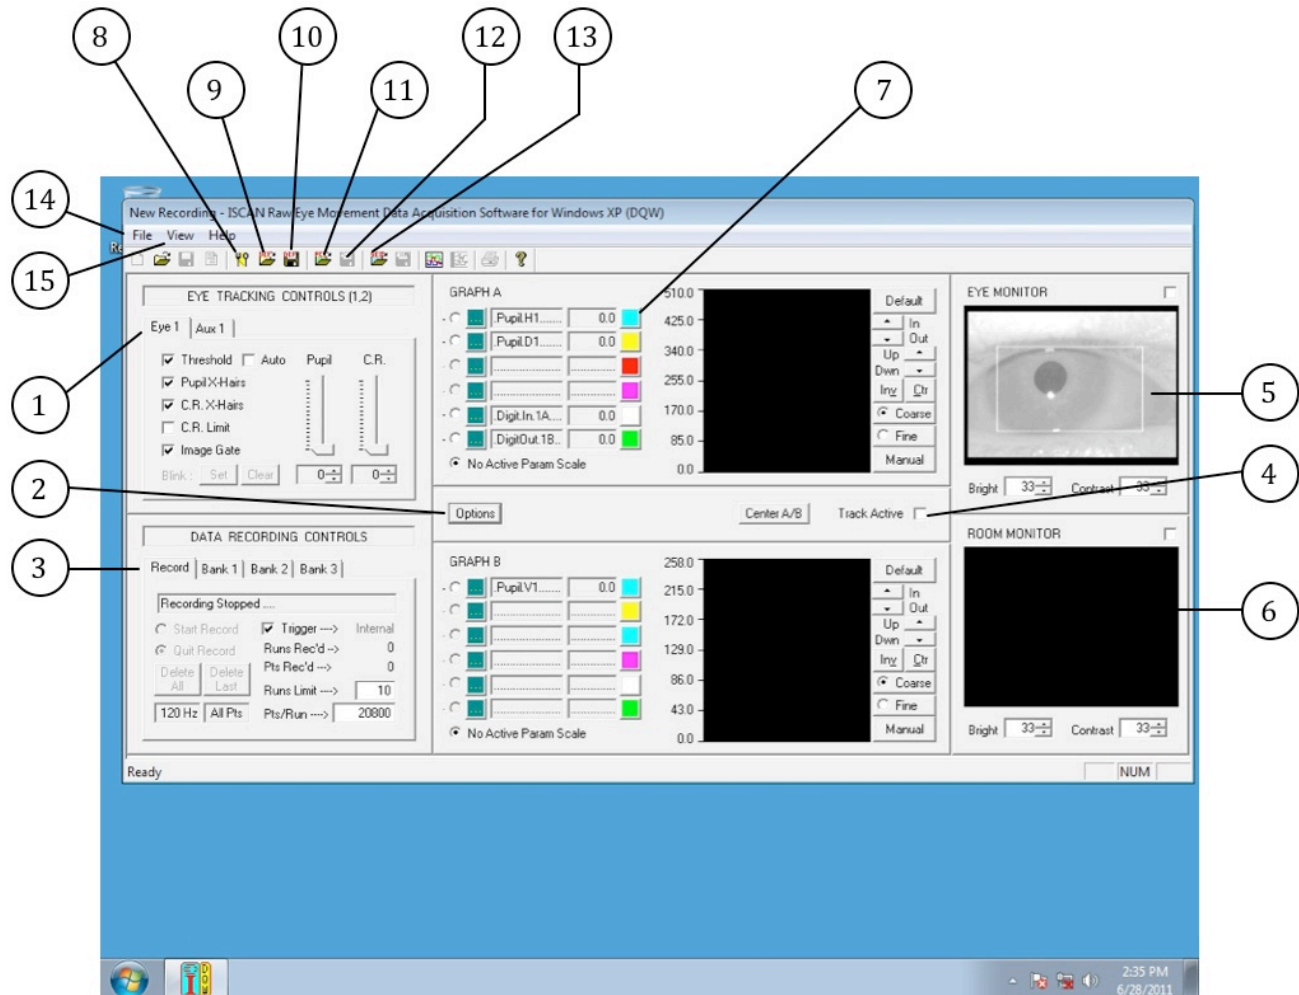 8
10
12
13
9
11
7
14
New Recording - ISCAN Raw Eye Movement Data Acquisition Software for Windows XP (DQW)
File View Help
15
EYE TRACKING CONTROLS (1,2)
Eye 1 Aux 1
Threshold Auto Pupil C.R.
Pupil X-Hairs
C.R. X-Hairs
C.R. Limit
Image Gate
Blink : Set Clear 0 0
1
2
GRAPH A
.Pupil.H1....... 0.0
.Pupil.D1....... 0.0
.Digit.In.1A.... 0.0
.DigitOut.1B.. 0.0
No Active Param Scale
510.0
425.0
340.0
255.0
170.0
85.0
0.0
Default
In
Out
Up
Dwn
Inv Ctr
Coarse
Fine
Manual
EYE MONITOR
5
Bright 33 Contrast 33
4
Options Center A/B Track Active
DATA RECORDING CONTROLS
3
Record Bank 1 Bank 2 Bank 3
Recording Stopped ....
Start Record Trigger ---> Internal
Quit Record Runs Rec'd --> 0
Pts Rec'd ---> 0
Delete All Delete Last
Runs Limit ---> 10
120 Hz All Pts Pts/Run ----> 20800
GRAPH B
.Pupil.V1....... 0.0
No Active Param Scale
258.0
215.0
172.0
129.0
86.0
43.0
0.0
Default
In
Out
Up
Dwn
Inv Ctr
Coarse
Fine
Manual
ROOM MONITOR
6
Bright 33 Contrast 33
Ready NUM
2:35 PM
6/28/2011